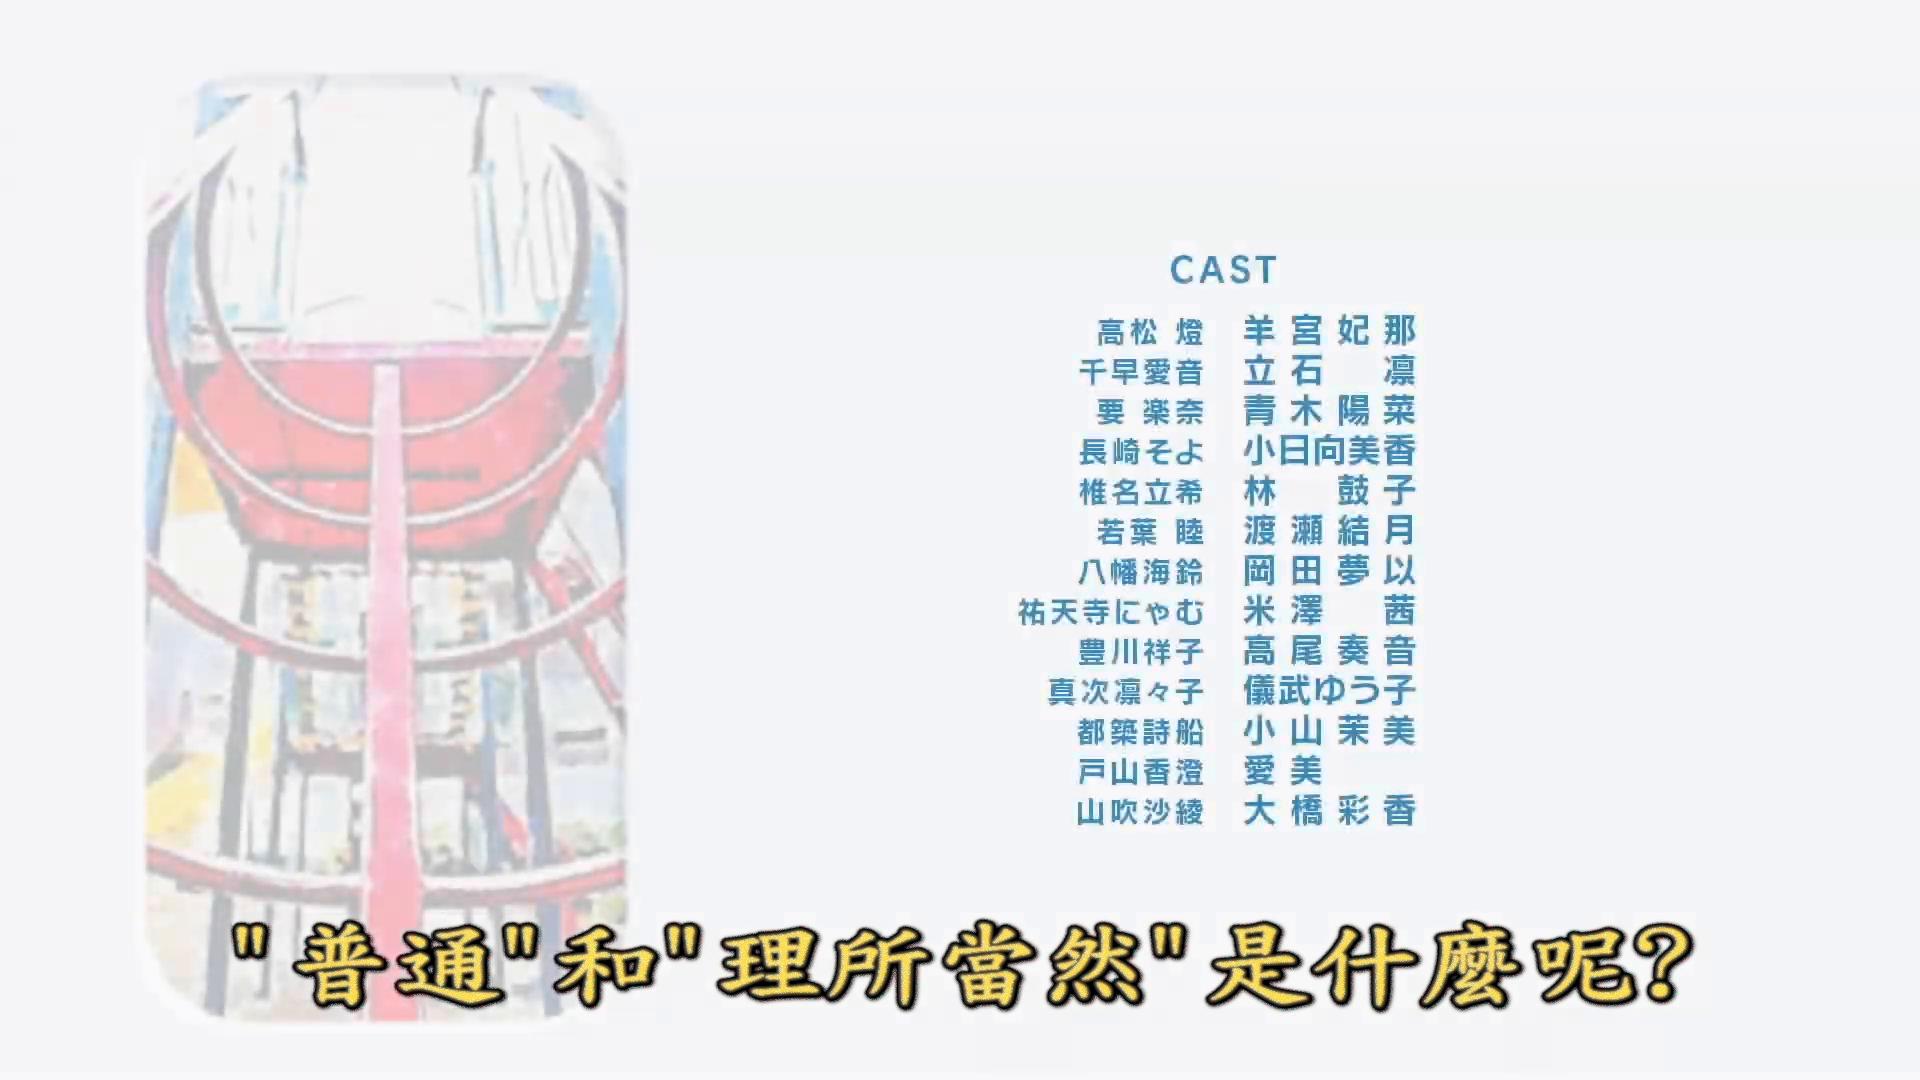 CAST
高松 燈 羊宮妃那
千早愛音 立石 凛
要 楽奈 青木陽菜
長崎そよ 小日向美香
椎名立希 林 鼓子
若葉 睦 渡瀬結月
八幡海鈴 岡田夢以
祐天寺にゃむ 米澤 茜
豊川祥子 高尾奏音
真次凛々子 儀武ゆう子
都築詩船 小山茉美
戸山香澄 愛美
山吹沙綾 大橋彩香
"普通"和"理所當然"是什麼呢?